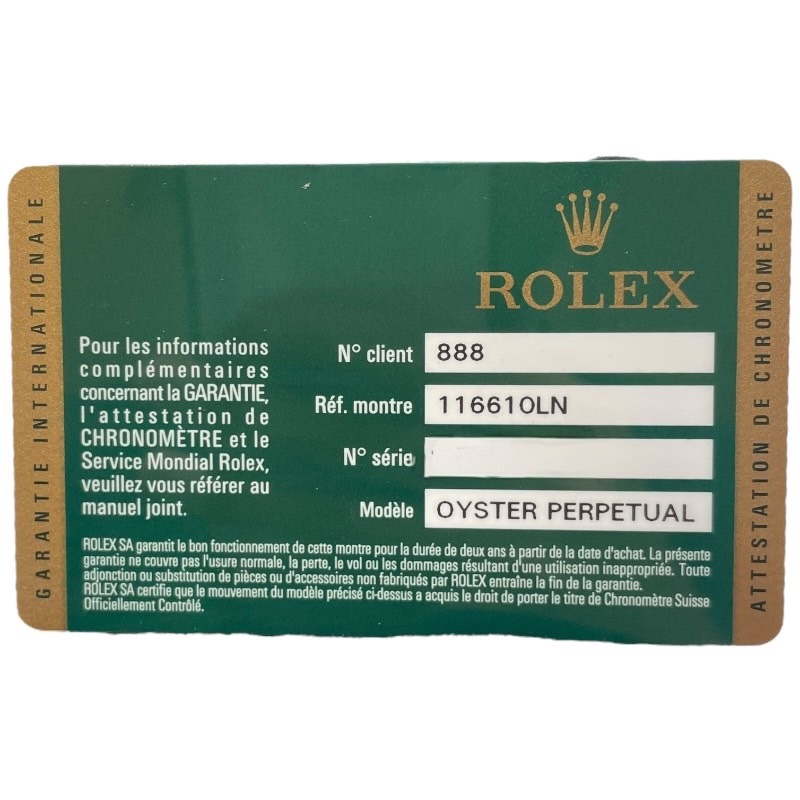 GARANTIE INTERNATIONALE
ROLEX
Pour les informations
complémentaires
concernant la GARANTIE,
l'attestation de
CHRONOMÈTRE et le
Service Mondial Rolex,
veuillez vous référer au
manuel joint.
N° client 888
Réf. montre 116610LN
N° série
Modèle OYSTER PERPETUAL
ROLEX SA garantit le bon fonctionnement de cette montre pour la durée de deux ans à partir de la date d'achat. La présente
garantie ne couvre pas l'usure normale, la perte, le vol ou les dommages résultant d'une utilisation inappropriée. Toute
adjonction ou substitution de pièces ou d'accessoires non fabriqués par ROLEX entraîne la fin de la garantie.
ROLEX SA certifie que le mouvement du modèle précisé ci-dessus a acquis le droit de porter le titre de Chronomètre Suisse
Officiellement Contrôlé.
ATTESTATION DE CHRONOMETRE